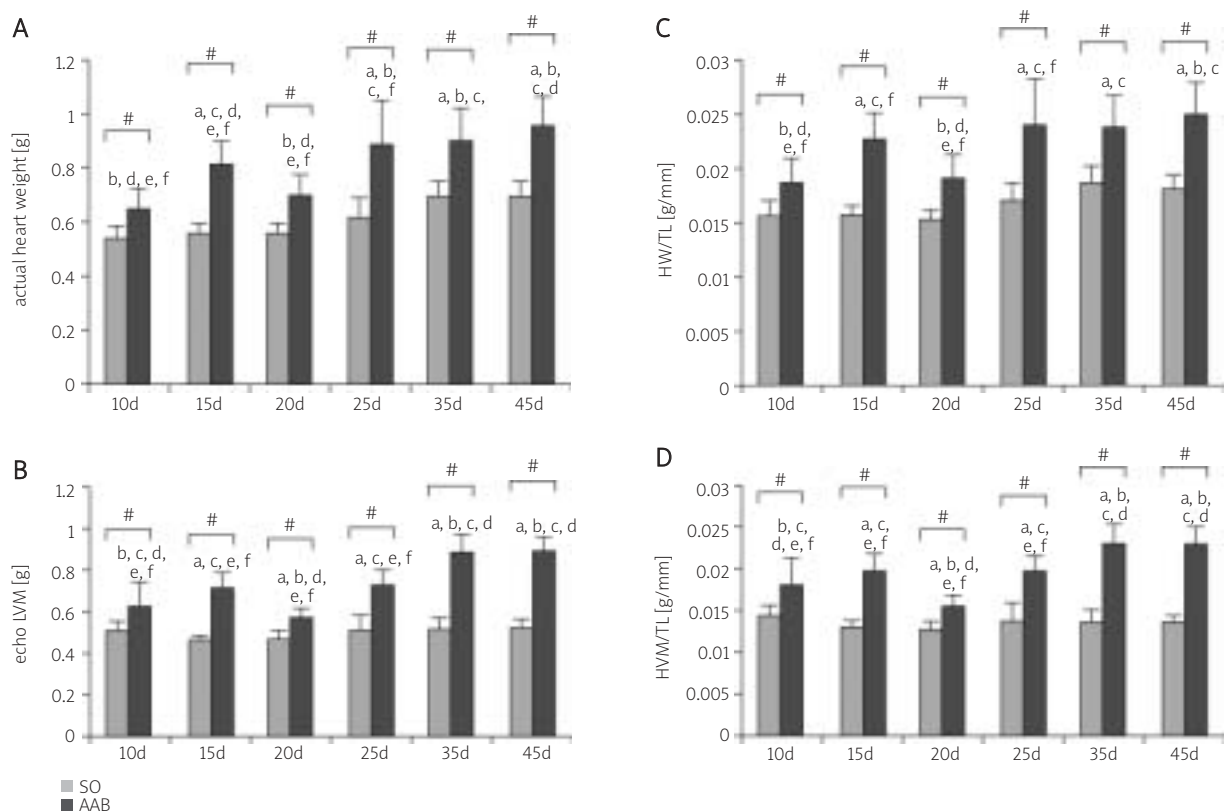 A
actual heart weight [g]
1.2
1
0.8
0.6
0.4
0.2
0
#
#
#
#
#
#
b, d, e, f
a, c, d,
e, f
b, d,
e, f
a, b,
c, f
a, b, c,
a, b,
c, d
10d 15d 20d 25d 35d 45d
B
echo LVM [g]
1.2
1
0.8
0.6
0.4
0.2
0
#
#
#
#
#
#
b, c, d,
e, f
a, c, e, f
a, b, d,
e, f
a, c, e, f
a, b, c, d
a, b, c, d
10d 15d 20d 25d 35d 45d
SO
AAB
C
HW/TL [g/mm]
0.03
0.025
0.02
0.015
0.01
0.005
0
#
#
#
#
#
#
b, d,
e, f
a, c, f
b, d,
e, f
a, c, f
a, c
a, b, c
10d 15d 20d 25d 35d 45d
D
HVM/TL [g/mm]
0.03
0.025
0.02
0.015
0.01
0.005
0
#
#
#
#
#
#
b, c,
d, e, f
a, c,
e, f
a, b, d,
e, f
a, c,
e, f
a, b,
c, d
a, b,
c, d
10d 15d 20d 25d 35d 45d